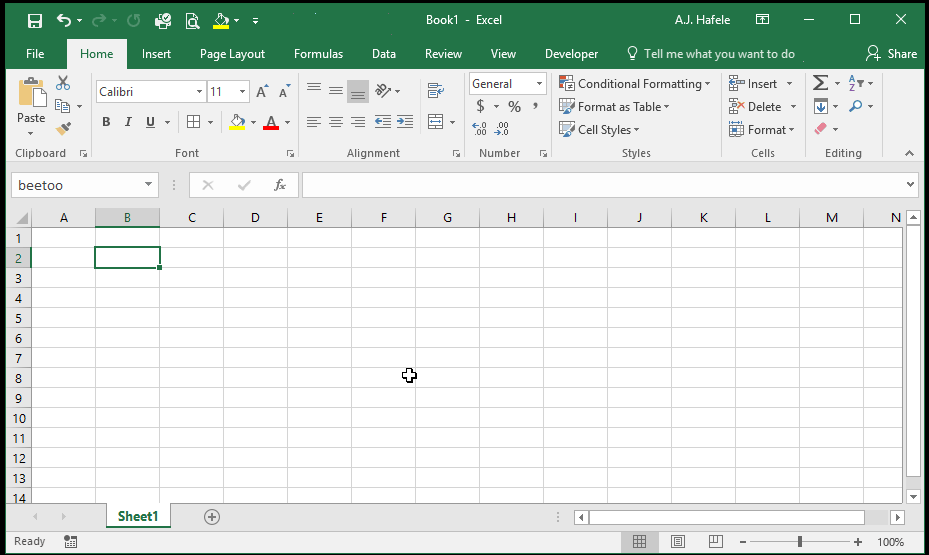 Book1 - Excel
A.J. Hafele
File Home Insert Page Layout Formulas Data Review View Developer Tell me what you want to do Share
Paste
Calibri 11
A A
B I U A
General
$ % ,
.00 .00
Conditional Formatting
Format as Table
Cell Styles
Insert
Delete
Format
Σ A Z
Clipboard Font Alignment Number Styles Cells Editing
beetoo fx
A B C D E F G H I J K L M N
1
2
3
4
5
6
7
8
9
10
11
12
13
14
Sheet1
Ready 100%